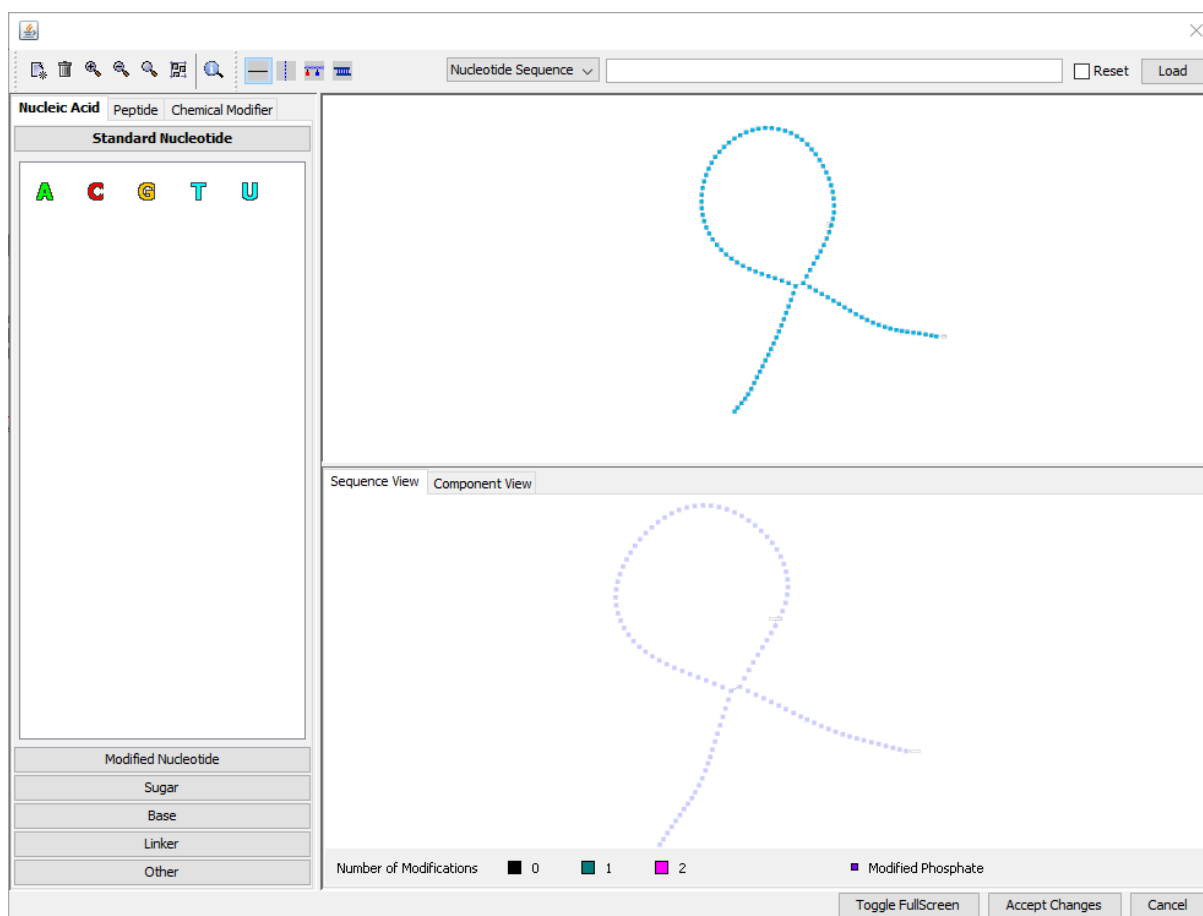 Nucleotide Sequence
Reset
Load
Nucleic Acid
Peptide
Chemical Modifier
Standard Nucleotide
A C G T U
Modified Nucleotide
Sugar
Base
Linker
Other
Sequence View
Component View
Number of Modifications 0 1 2 Modified Phosphate
Toggle FullScreen
Accept Changes
Cancel